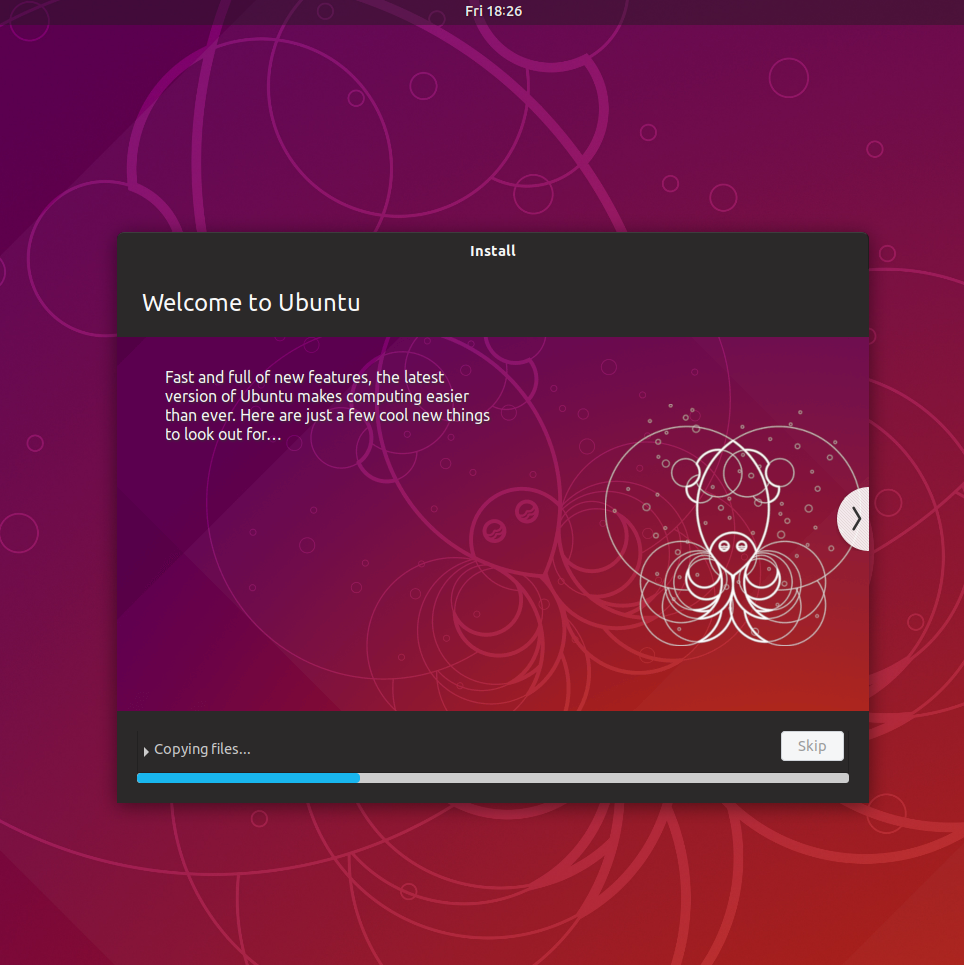 Fri 18:26
Install
Welcome to Ubuntu
Fast and full of new features, the latest
version of Ubuntu makes computing easier
than ever. Here are just a few cool new things
to look out for…
Copying files...
Skip